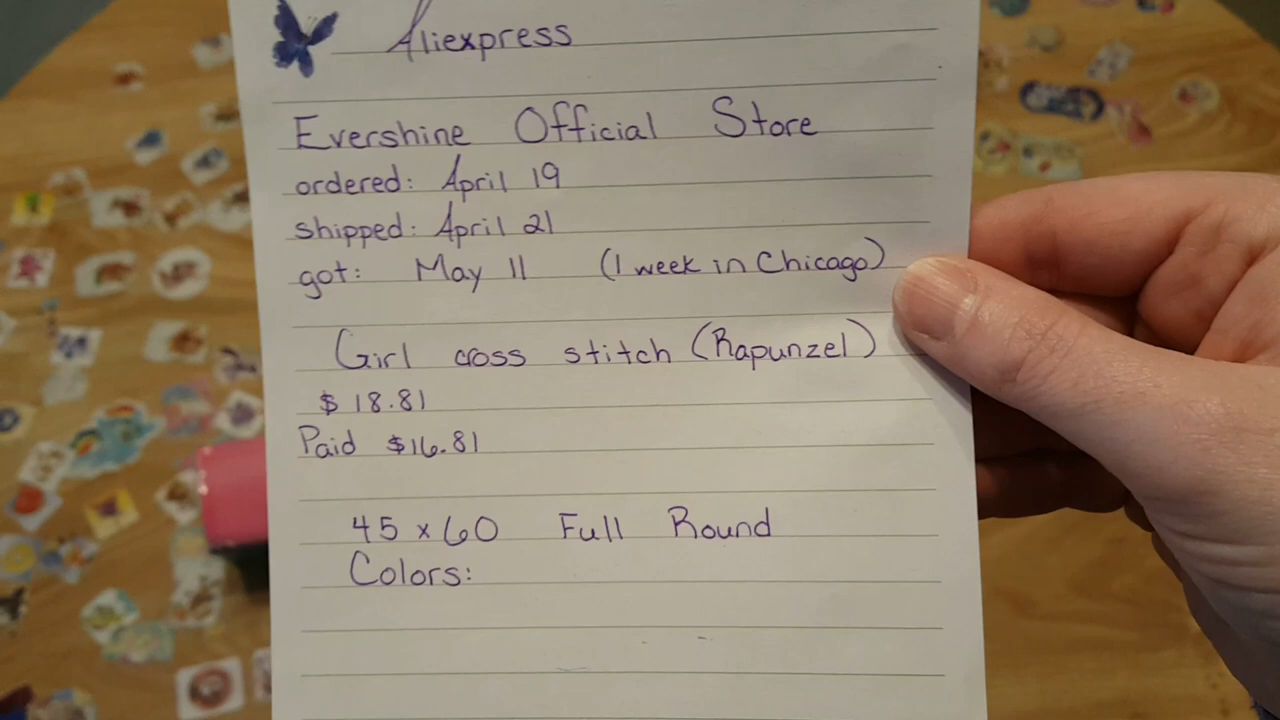 Aliexpress
Evershine Official Store
ordered: April 19
shipped: April 21
got: May 11 (1 week in Chicago)
Girl cross stitch (Rapunzel)
$ 18.81
Paid $16.81
45 x 60 Full Round
Colors: